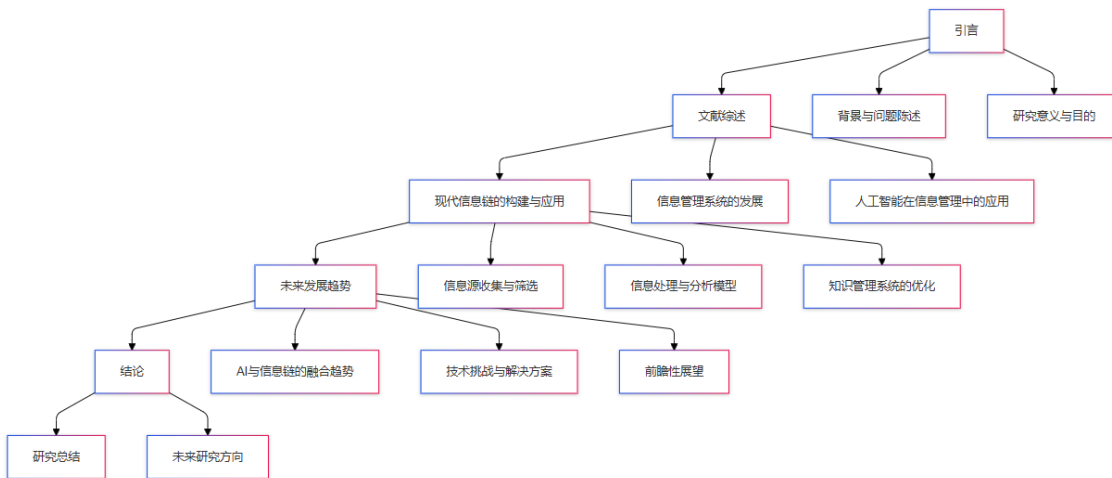 引言
文献综述
背景与问题陈述
研究意义与目的
现代信息链的构建与应用
信息管理系统的发展
人工智能在信息管理中的应用
未来发展趋势
信息源收集与筛选
信息处理与分析模型
知识管理系统的优化
结论
AI与信息链的融合趋势
技术挑战与解决方案
前瞻性展望
研究总结
未来研究方向